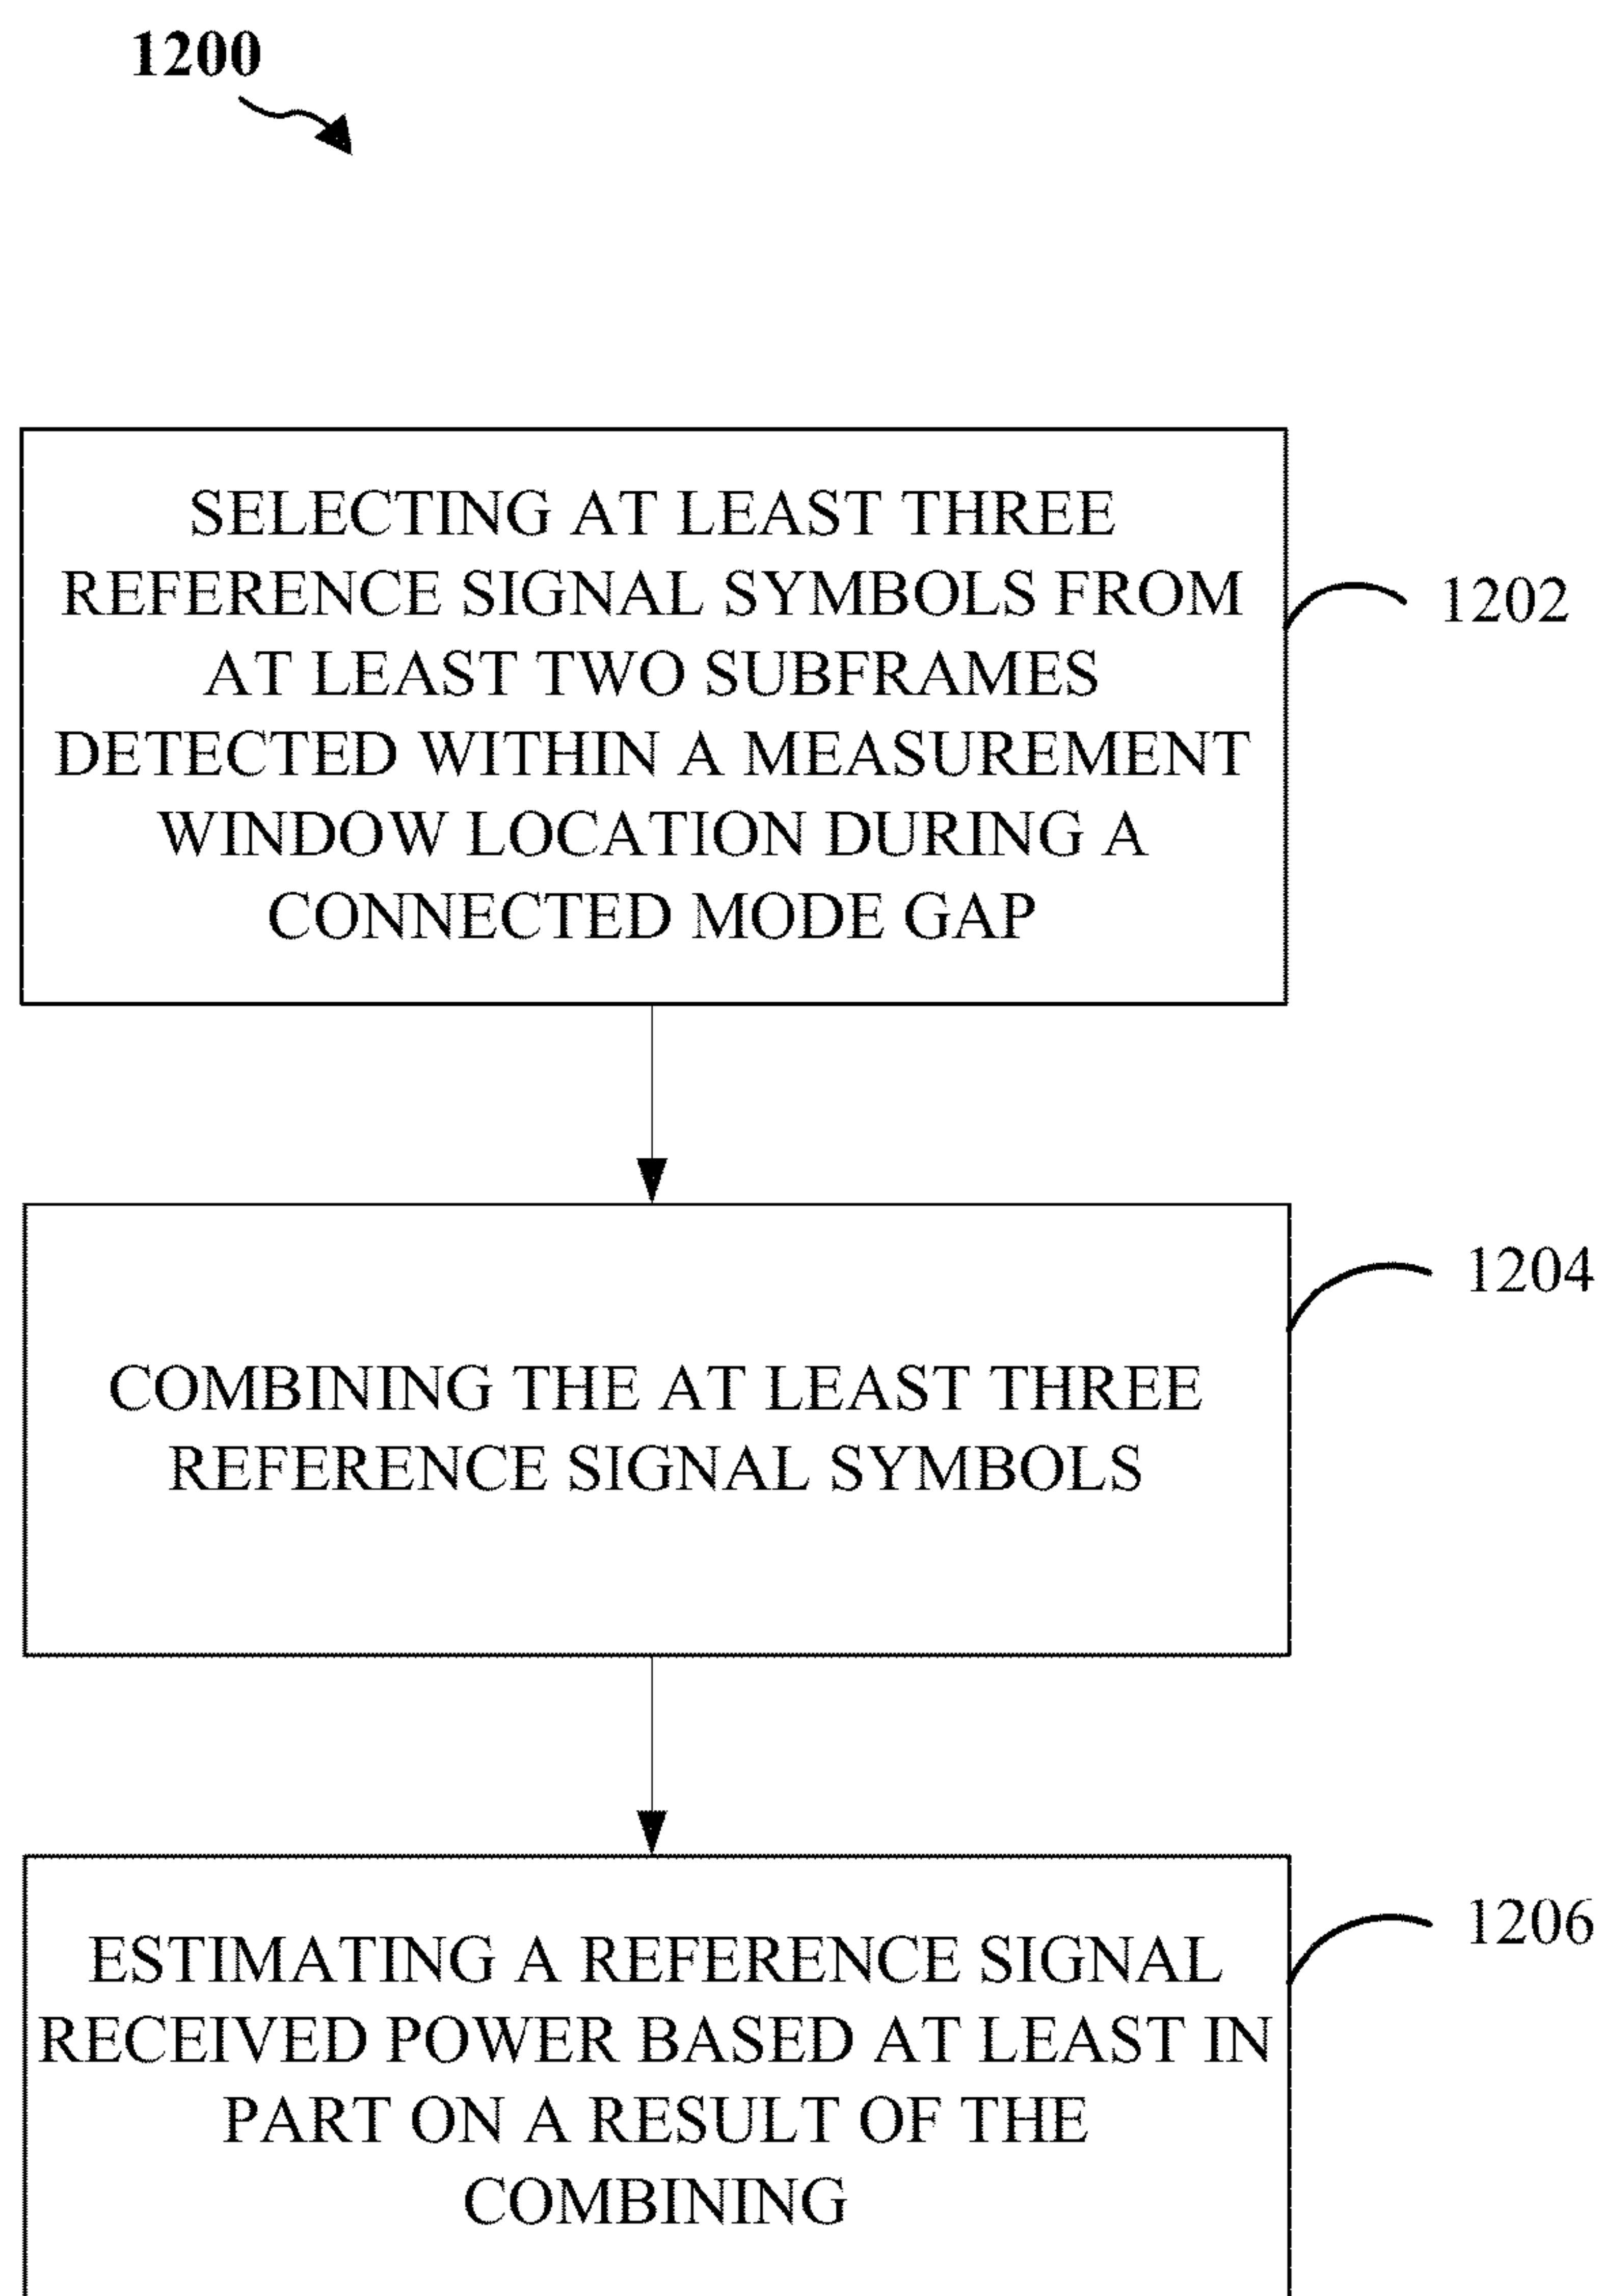 1200
SELECTING AT LEAST THREE
REFERENCE SIGNAL SYMBOLS FROM
AT LEAST TWO SUBFRAMES
DETECTED WITHIN A MEASUREMENT
WINDOW LOCATION DURING A
CONNECTED MODE GAP
1202
COMBINING THE AT LEAST THREE
REFERENCE SIGNAL SYMBOLS
1204
ESTIMATING A REFERENCE SIGNAL
RECEIVED POWER BASED AT LEAST IN
PART ON A RESULT OF THE
COMBINING
1206